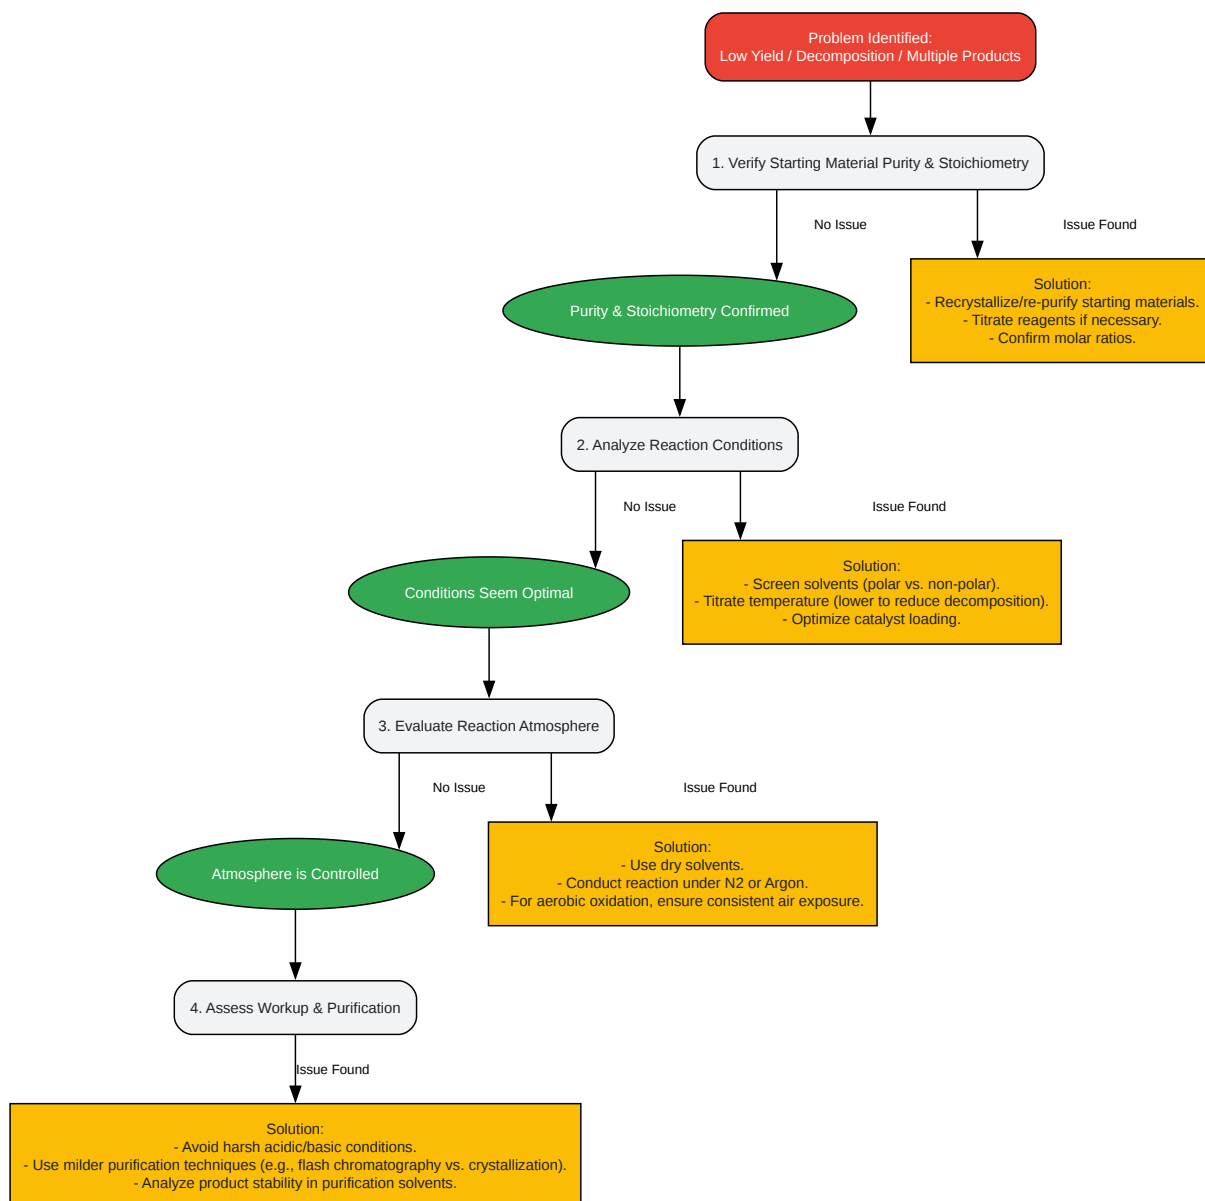 Problem Identified:
Low Yield / Decomposition / Multiple Products
1. Verify Starting Material Purity & Stoichiometry
No Issue
Issue Found
Purity & Stoichiometry Confirmed
Solution:
- Recrystallize/re-purify starting materials.
- Titrate reagents if necessary.
- Confirm molar ratios.
2. Analyze Reaction Conditions
No Issue
Issue Found
Conditions Seem Optimal
Solution:
- Screen solvents (polar vs. non-polar).
- Titrate temperature (lower to reduce decomposition).
- Optimize catalyst loading.
3. Evaluate Reaction Atmosphere
No Issue
Issue Found
Atmosphere is Controlled
Solution:
- Use dry solvents.
- Conduct reaction under N2 or Argon.
- For aerobic oxidation, ensure consistent air exposure.
4. Assess Workup & Purification
Issue Found
Solution:
- Avoid harsh acidic/basic conditions.
- Use milder purification techniques (e.g., flash chromatography vs. crystallization).
- Analyze product stability in purification solvents.